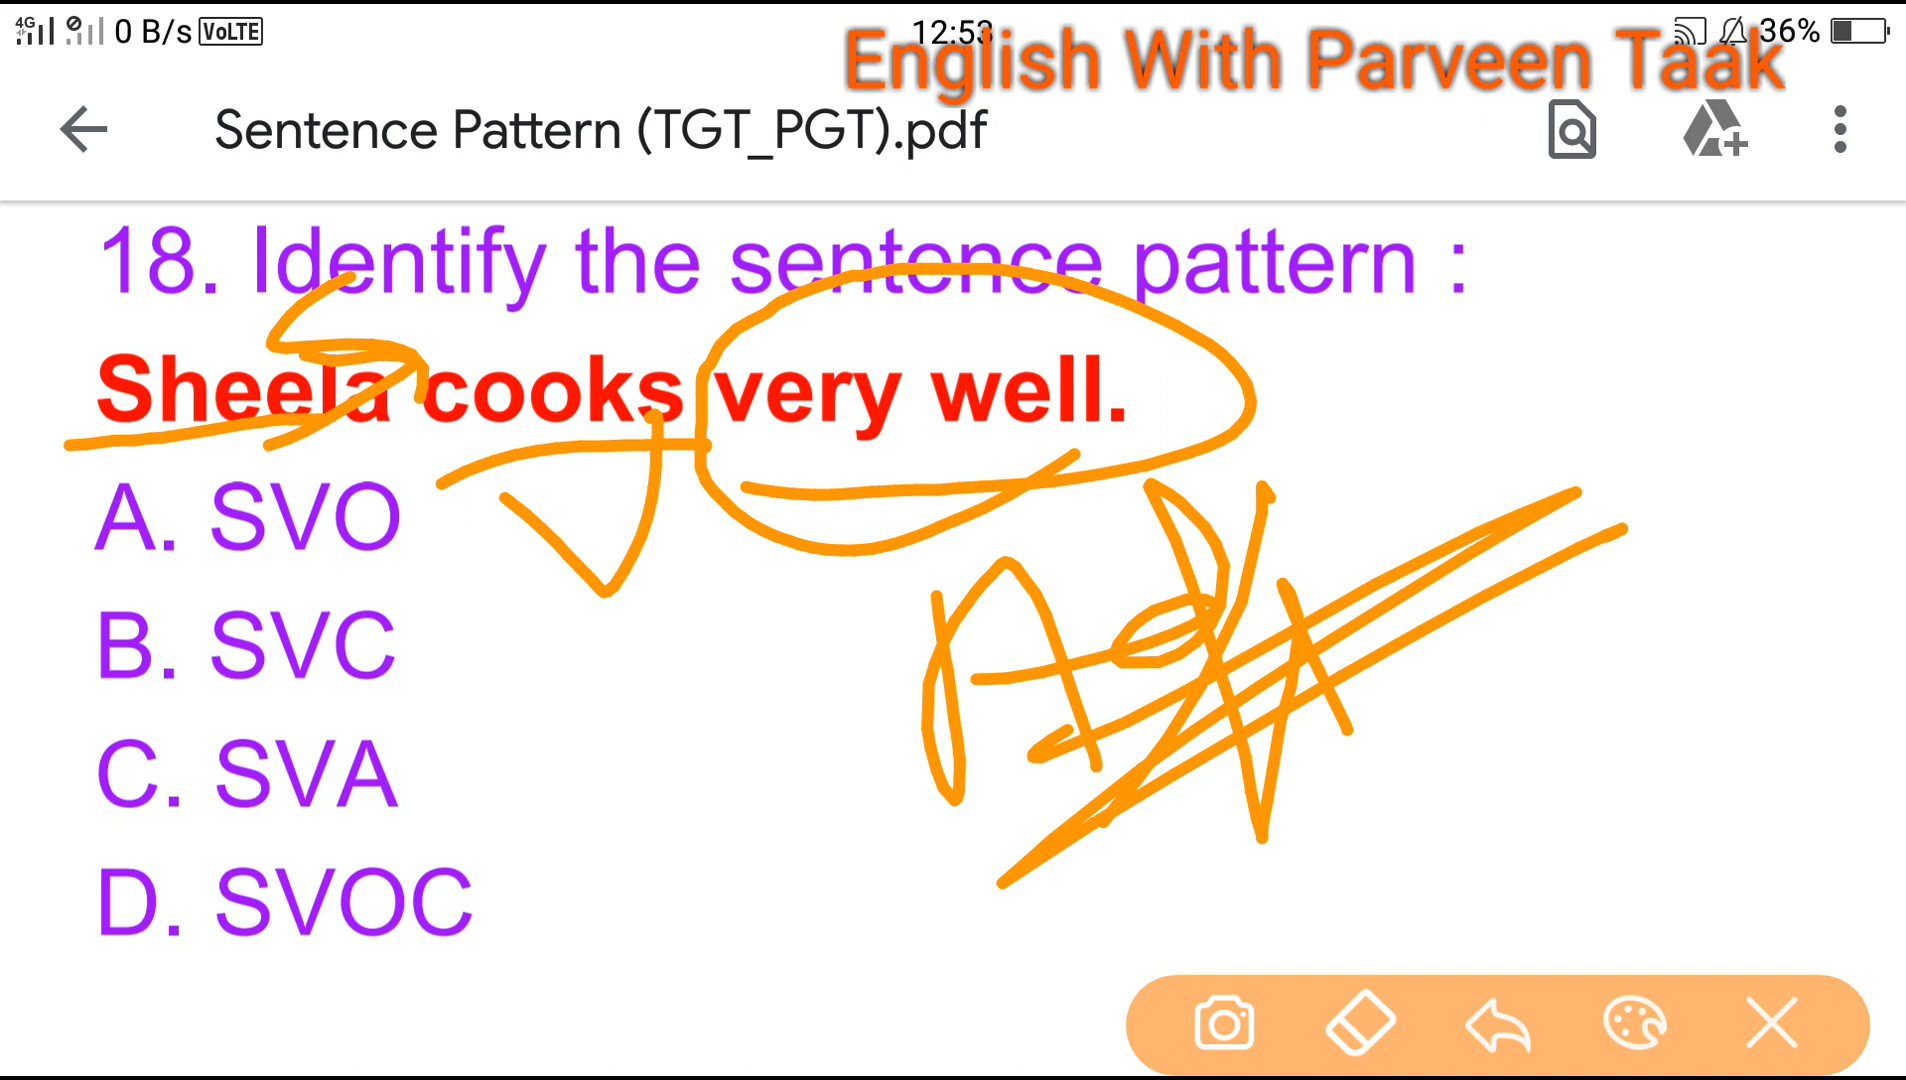 4G 0 B/s VoLTE 12:53 36%
English With Parveen Taak
Sentence Pattern (TGT_PGT).pdf
18. Identify the sentence pattern :
S
Sheela cooks very well.
V
Adv
A. SVO
B. SVC
C. SVA
D. SVOC